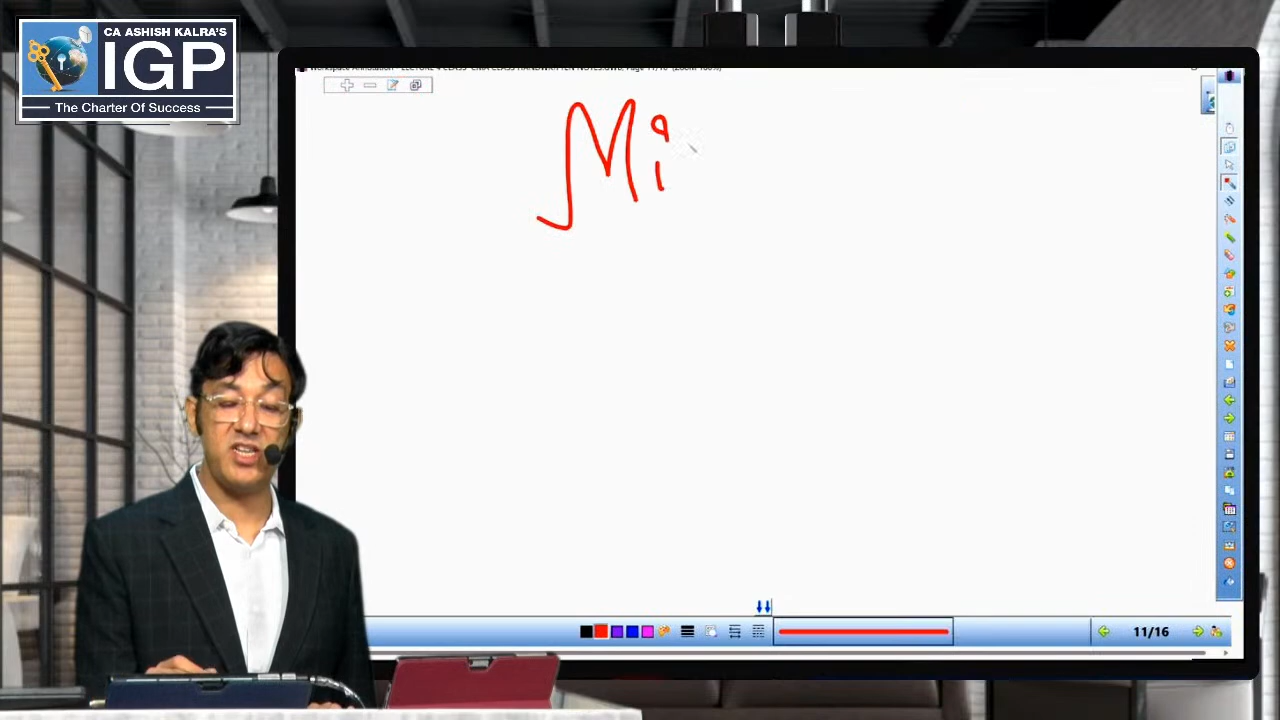 CA ASHISH KALRA'S
IGP
The Charter Of Success
Mi
11/16